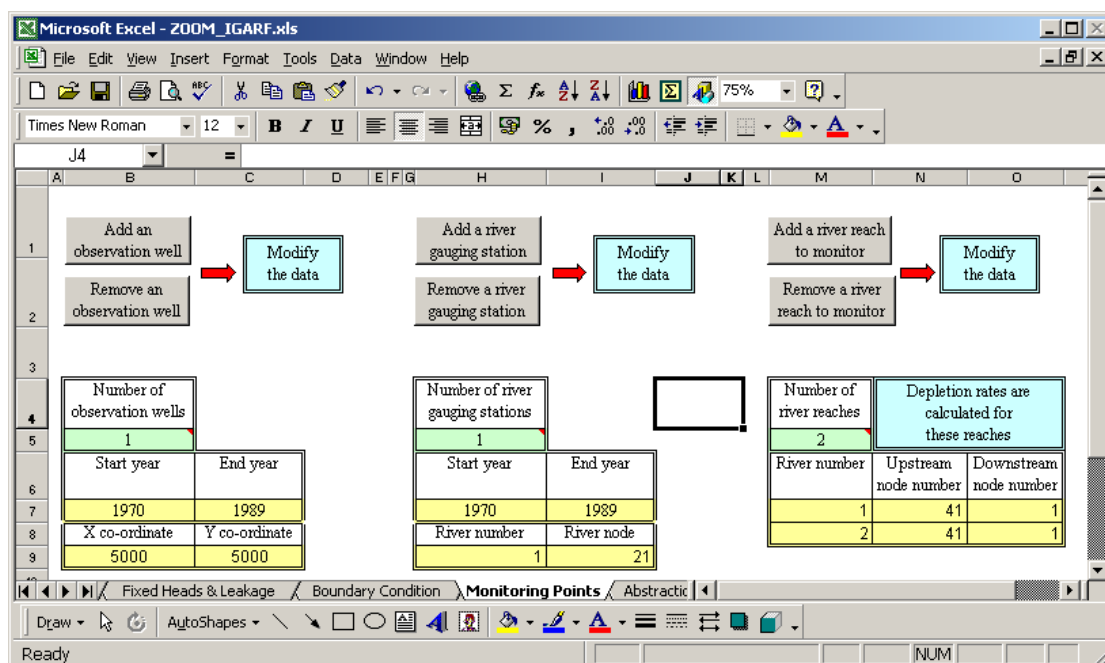 Microsoft Excel - ZOOM_IGARF.xls
File Edit View Insert Format Tools Data Window Help
ABC Σ f* A Z Z A Σ 75% ?
Times New Roman 12 B I U a % , .0 .00 .00 .0 A
J4 =
A B C D E F G H I J K L M N O
1 Add an observation well
Remove an observation well
Modify the data
Add a river gauging station
Remove a river gauging station
Modify the data
Add a river reach to monitor
Remove a river reach to monitor
Modify the data
2
3
4 Number of observation wells
Number of river gauging stations
Number of river reaches
Depletion rates are calculated for these reaches
5 1 1 2
6 Start year End year Start year End year River number Upstream node number Downstream node number
7 1970 1989 1970 1989 1 41 1
8 X co-ordinate Y co-ordinate River number River node 2 41 1
9 5000 5000 1 21
Fixed Heads & Leakage Boundary Condition Monitoring Points Abstractic
Draw AutoShapes A A
Ready NUM